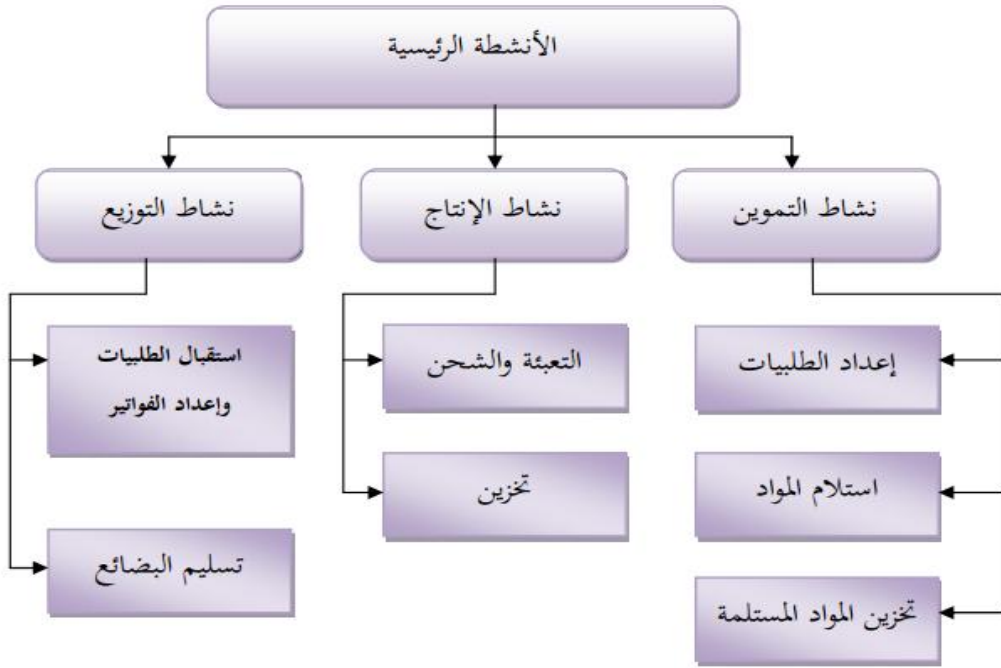 الأنشطة الرئيسية
نشاط التموين
نشاط الإنتاج
نشاط التوزيع
إعداد الطلبيات
استلام المواد
تخزين المواد المستلمة
التعبئة والشحن
تخزين
استقبال الطلبيات
وإعداد الفواتير
تسليم البضائع